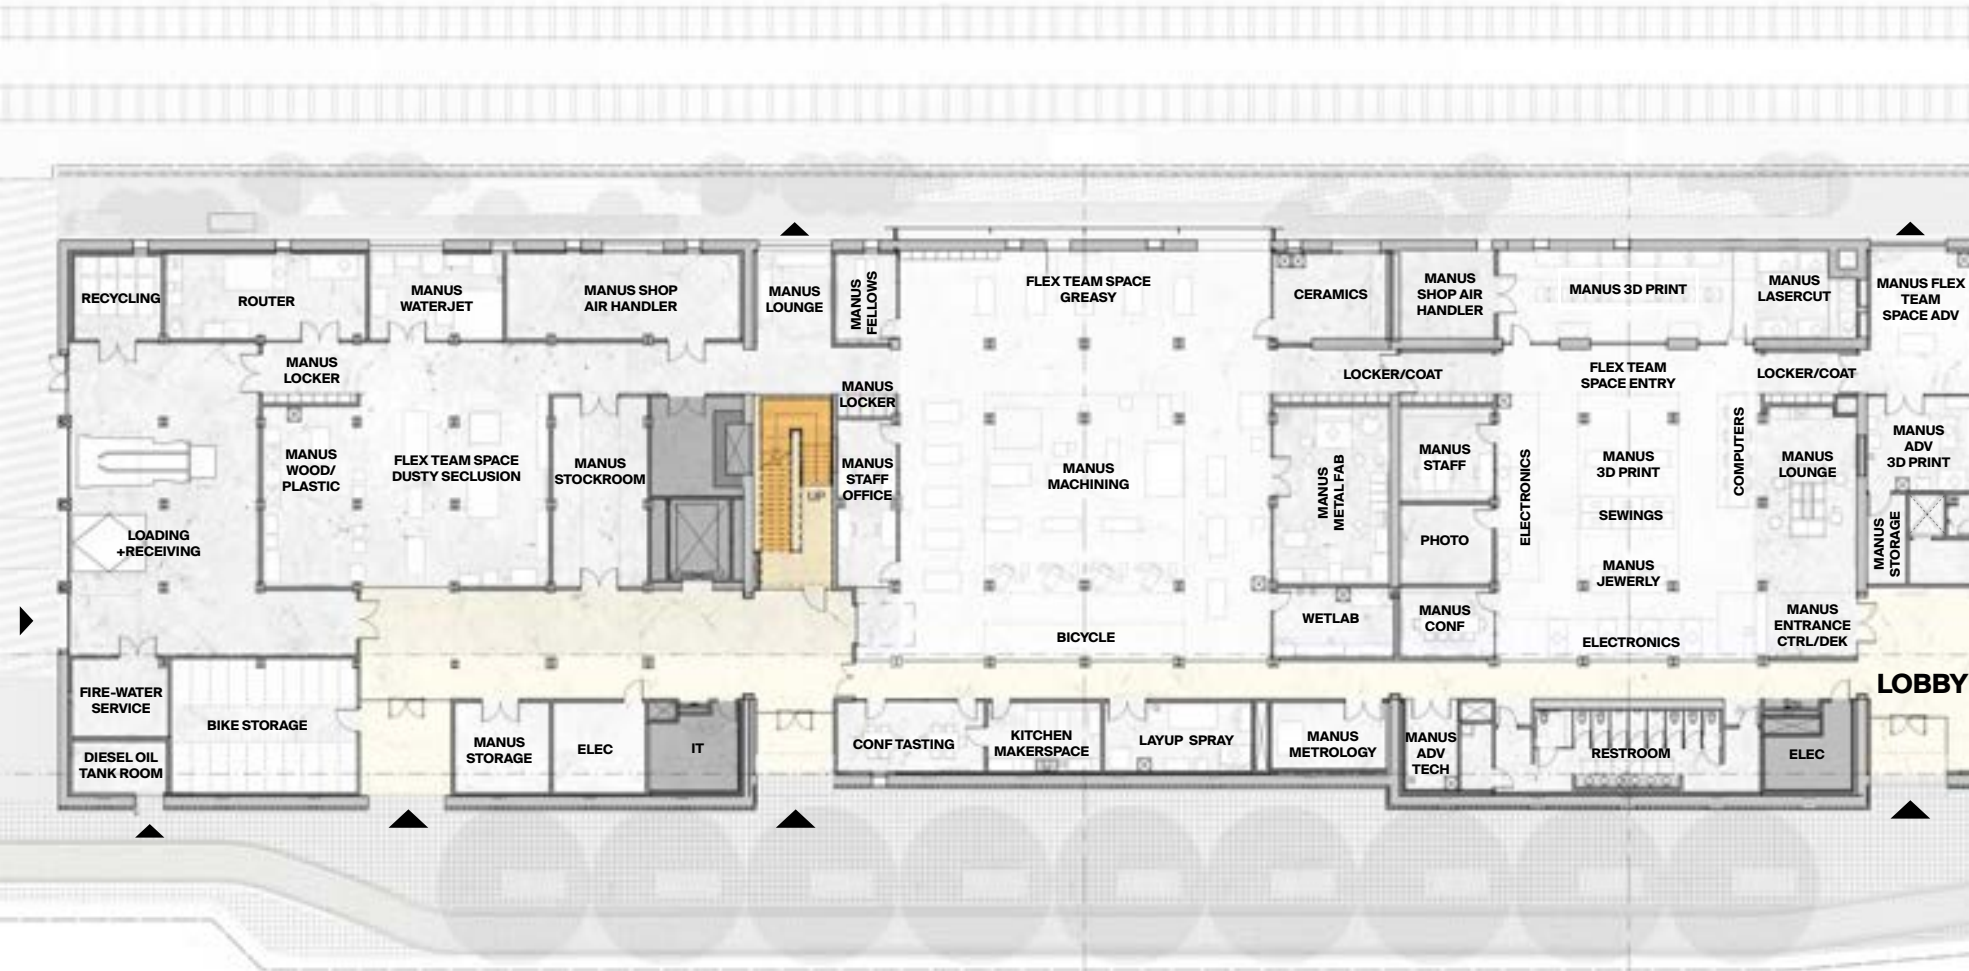 RECYCLING
ROUTER
MANUS
WATERJET
MANUS SHOP
AIR HANDLER
MANUS
LOUNGE
MANUS
FELLOWS
FLEX TEAM SPACE
GREASY
CERAMICS
MANUS
SHOP AIR
HANDLER
MANUS 3D PRINT
MANUS
LASERCUT
MANUS FLEX
TEAM
SPACE ADV
MANUS
LOCKER
MANUS
LOCKER
LOCKER/COAT
FLEX TEAM
SPACE ENTRY
LOCKER/COAT
MANUS
WOOD/
PLASTIC
FLEX TEAM SPACE
DUSTY SECLUSION
MANUS
STOCKROOM
UP
MANUS
STAFF
OFFICE
MANUS
MACHINING
MANUS
METAL FAB
MANUS
STAFF
ELECTRONICS
MANUS
3D PRINT
COMPUTERS
MANUS
LOUNGE
MANUS
ADV
3D PRINT
LOADING
+RECEIVING
PHOTO
SEWINGS
MANUS
STORAGE
MANUS
JEWERLY
WETLAB
MANUS
CONF
MANUS
ENTRANCE
CTRL/DEK
BICYCLE
ELECTRONICS
LOBBY
FIRE-WATER
SERVICE
BIKE STORAGE
DIESEL OIL
TANK ROOM
MANUS
STORAGE
ELEC
IT
CONF TASTING
KITCHEN
MAKERSPACE
LAYUP SPRAY
MANUS
METROLOGY
MANUS
ADV
TECH
RESTROOM
ELEC